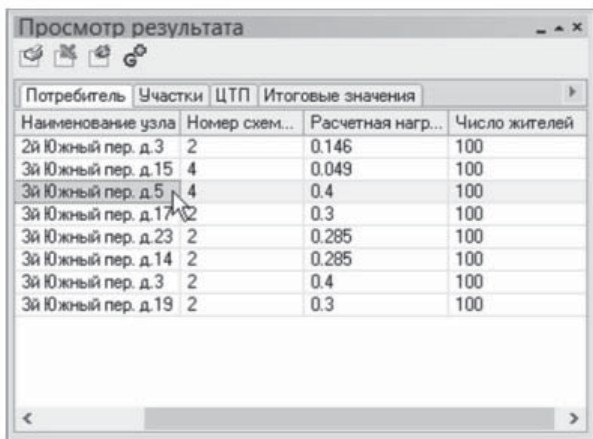 Просмотр результата
Потребитель Участки ЦТП Итоговые значения
Наименование узла Номер схем... Расчетная нагр... Число жителей
2й Южный пер. д.3 2 0.146 100
3й Южный пер. д.15 4 0.049 100
3й Южный пер. д.5 4 0.4 100
3й Южный пер. д.17 2 0.3 100
3й Южный пер. д.23 2 0.285 100
3й Южный пер. д.14 2 0.285 100
3й Южный пер. д.3 2 0.4 100
3й Южный пер. д.19 2 0.3 100